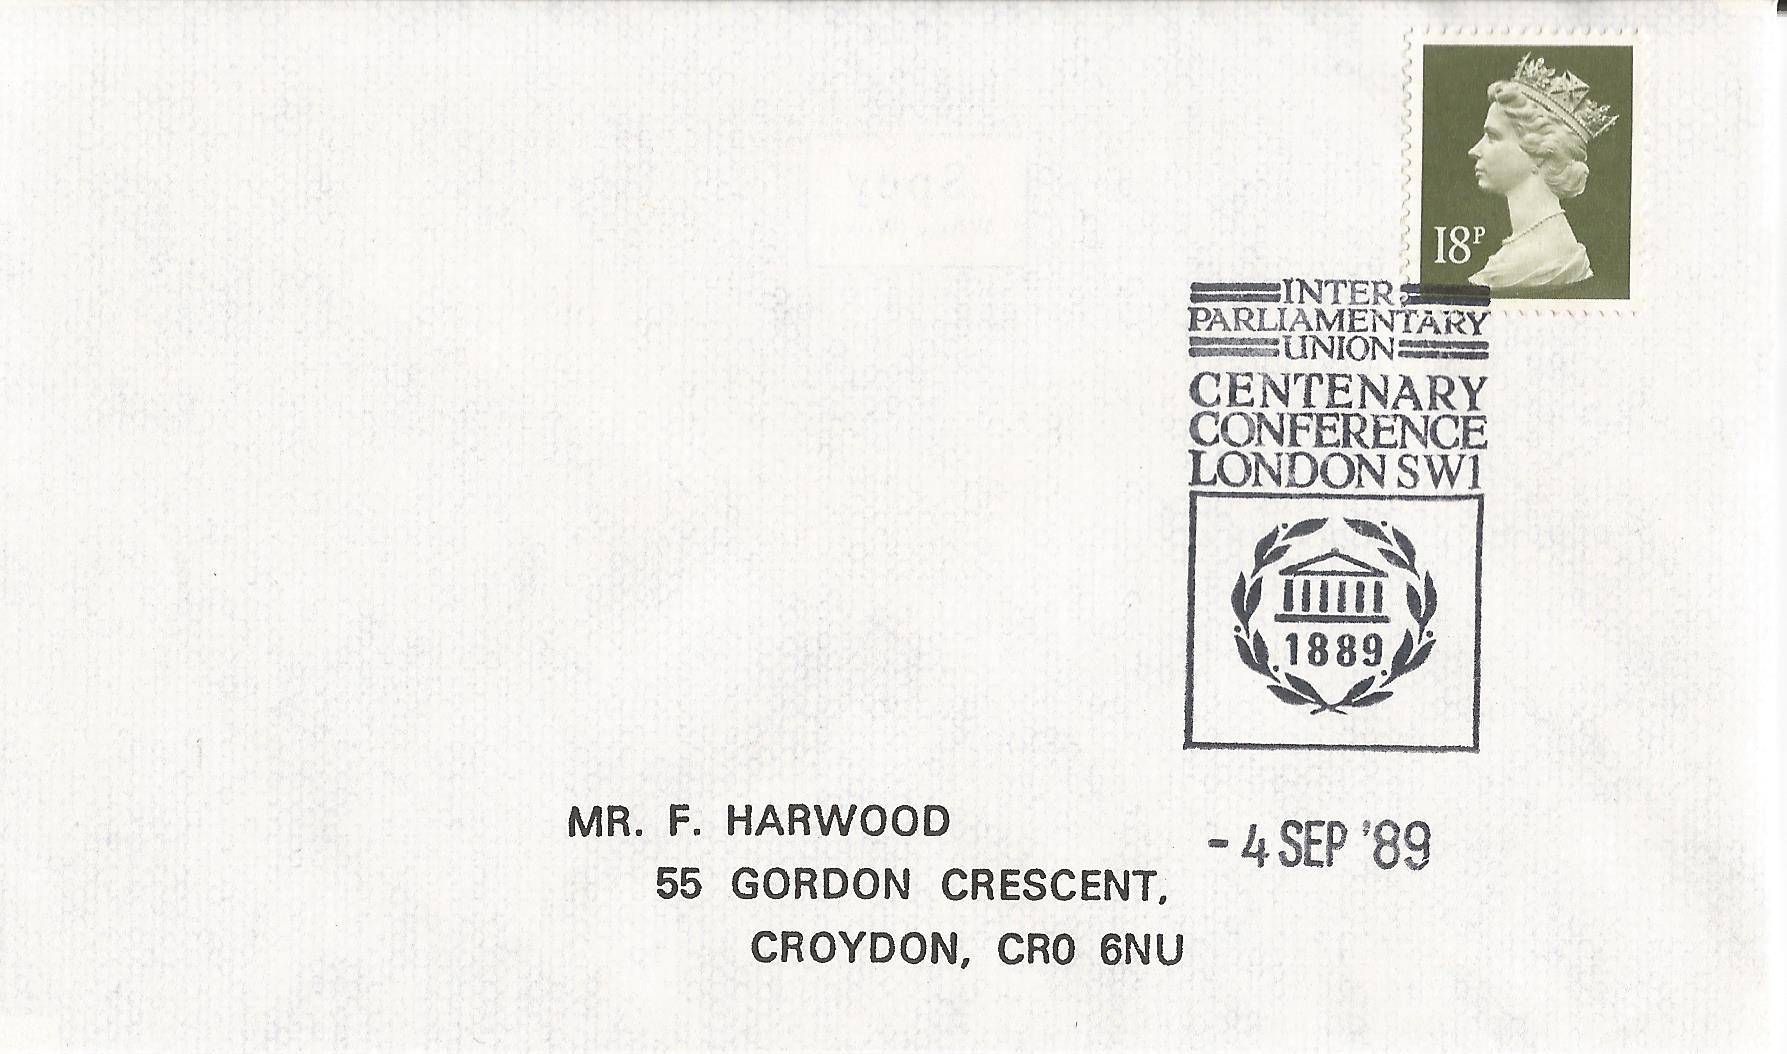 18P
INTER
PARLIAMENTARY
UNION
CENTENARY
CONFERENCE
LONDON SW1
1889
-4 SEP '89
MR. F. HARWOOD
55 GORDON CRESCENT,
CROYDON, CR0 6NU